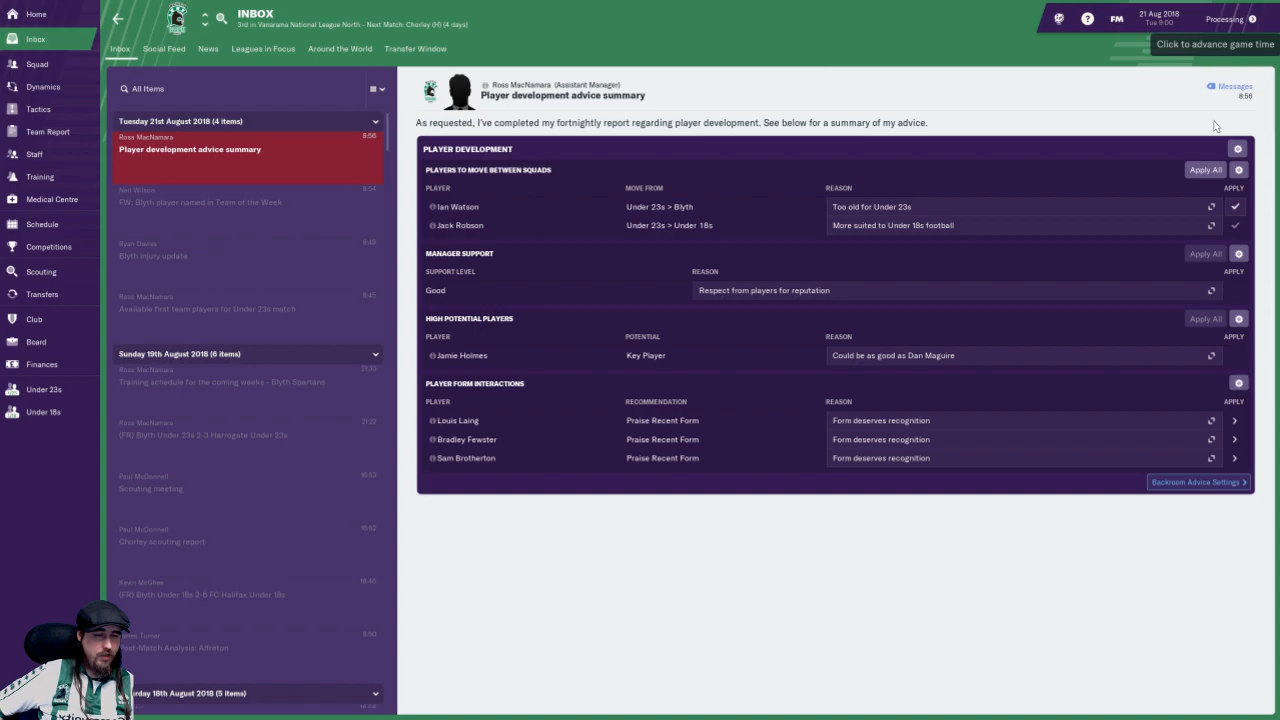 Home
Inbox
Squad
Dynamics
Tactics
Team Report
Staff
Training
Medical Centre
Schedule
Competitions
Scouting
Transfers
Club
Board
Finances
Under 23s
Under 18s
INBOX
3rd in Vanarama National League North - Next Match: Chorley (H) (4 days)
FM
21 Aug 2018
Tue 9:00
Processing
Click to advance game time
Inbox Social Feed News Leagues in Focus Around the World Transfer Window
All Items
Tuesday 21st August 2018 (4 items)
Ross MacNamara 8:56
Player development advice summary
Neil Wilson 8:54
FW: Blyth player named in Team of the Week
Ryan Davies 8:49
Blyth injury update
Ross MacNamara 8:45
Available first team players for Under 23s match
Sunday 19th August 2018 (6 items)
Ross MacNamara 21:33
Training schedule for the coming weeks - Blyth Spartans
Ross MacNamara 21:22
(FR) Blyth Under 23s 2-3 Harrogate Under 23s
Paul McDonnell 16:53
Scouting meeting
Paul McDonnell 16:52
Chorley scouting report
Kevin McGhee 16:46
(FR) Blyth Under 18s 2-6 FC Halifax Under 18s
Turner 8:50
Post-Match Analysis: Alfreton
18th August 2018 (5 items)
Ross MacNamara (Assistant Manager)
Player development advice summary
Messages
8:56
As requested, I've completed my fortnightly report regarding player development. See below for a summary of my advice.
PLAYER DEVELOPMENT
PLAYERS TO MOVE BETWEEN SQUADS Apply All
PLAYER MOVE FROM REASON APPLY
Ian Watson Under 23s > Blyth Too old for Under 23s
Jack Robson Under 23s > Under 18s More suited to Under 18s football
MANAGER SUPPORT Apply All
SUPPORT LEVEL REASON APPLY
Good Respect from players for reputation
HIGH POTENTIAL PLAYERS Apply All
PLAYER POTENTIAL REASON APPLY
Jamie Holmes Key Player Could be as good as Dan Maguire
PLAYER FORM INTERACTIONS
PLAYER RECOMMENDATION REASON APPLY
Louis Laing Praise Recent Form Form deserves recognition
Bradley Fewster Praise Recent Form Form deserves recognition
Sam Brotherton Praise Recent Form Form deserves recognition
Backroom Advice Settings